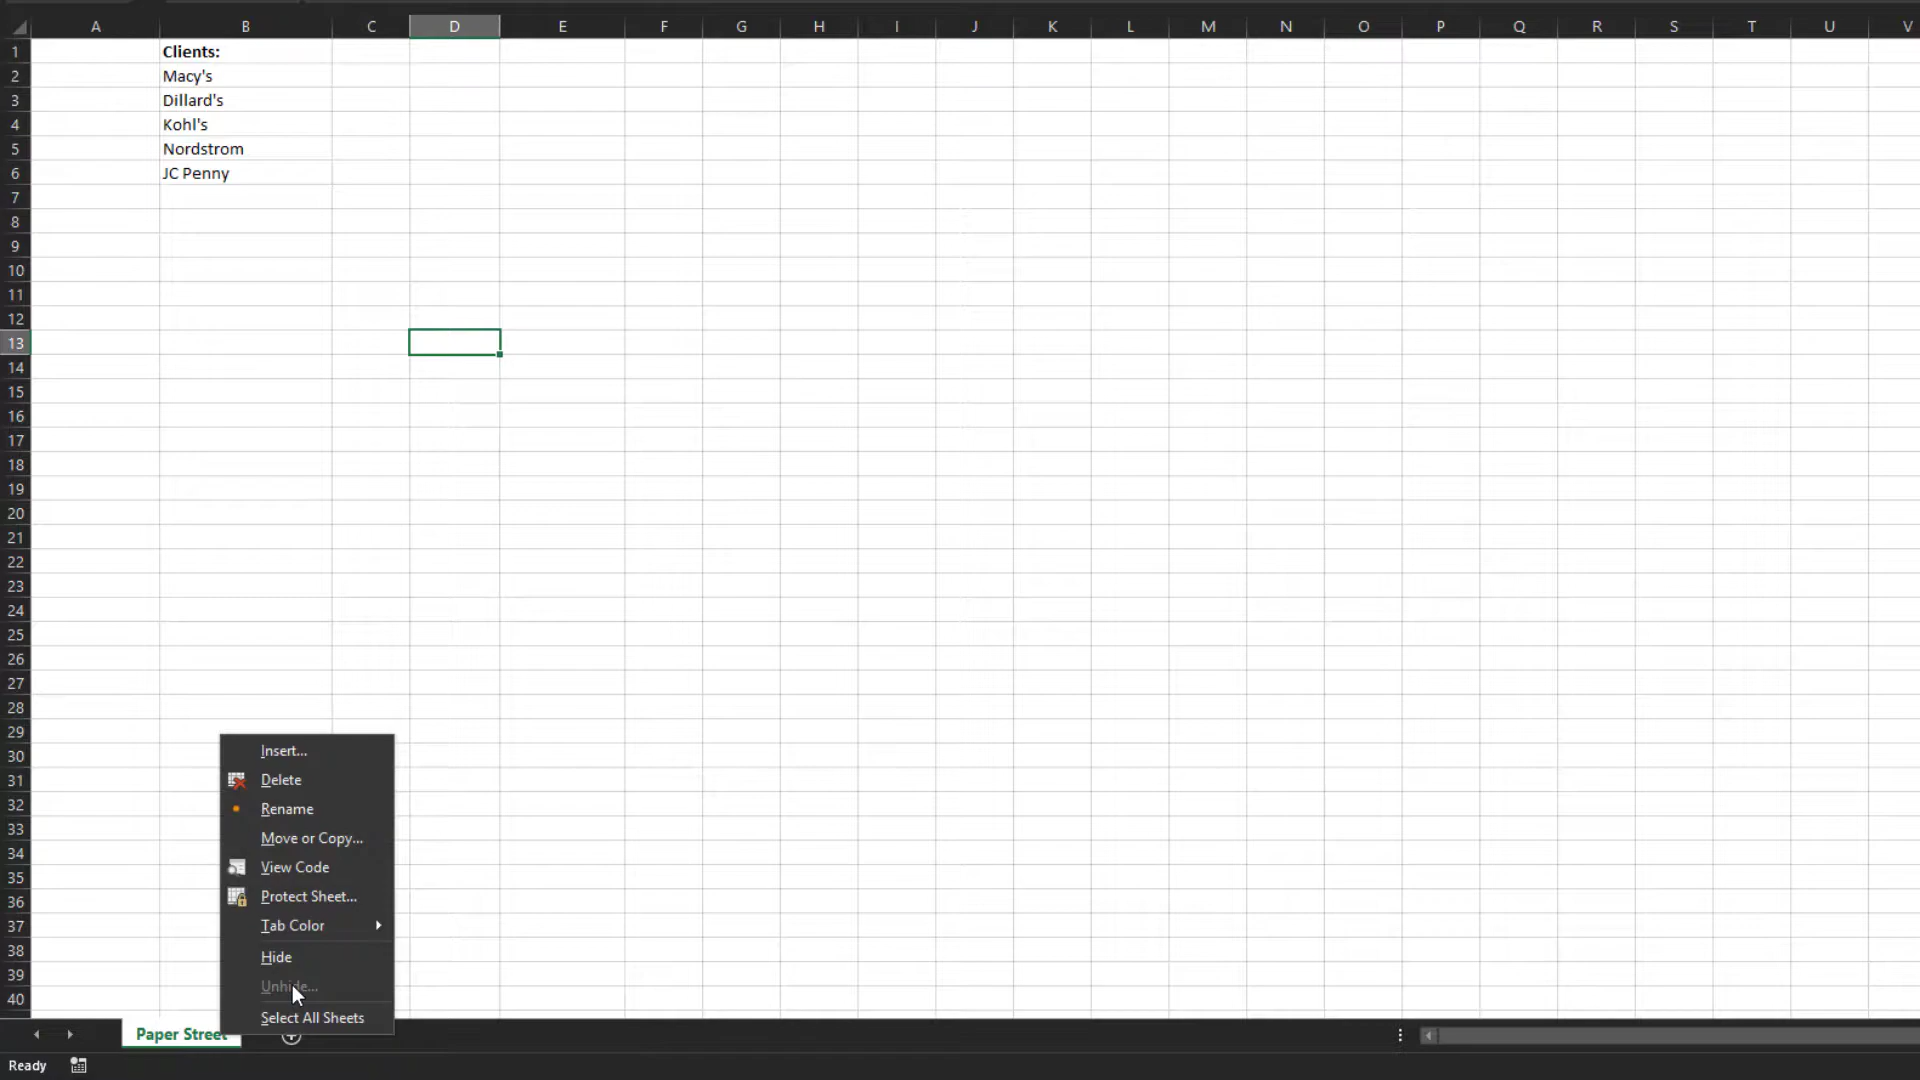 A B C D E F G H I J K L M N O P Q R S T U V
1 Clients:
2 Macy's
3 Dillard's
4 Kohl's
5 Nordstrom
6 JC Penny
7
8
9
10
11
12
13
14
15
16
17
18
19
20
21
22
23
24
25
26
27
28
29
30
31
32
33
34
35
36
37
38
39
40
Insert...
Delete
Rename
Move or Copy...
View Code
Protect Sheet...
Tab Color
Hide
Unhide...
Select All Sheets
Paper Street
Ready